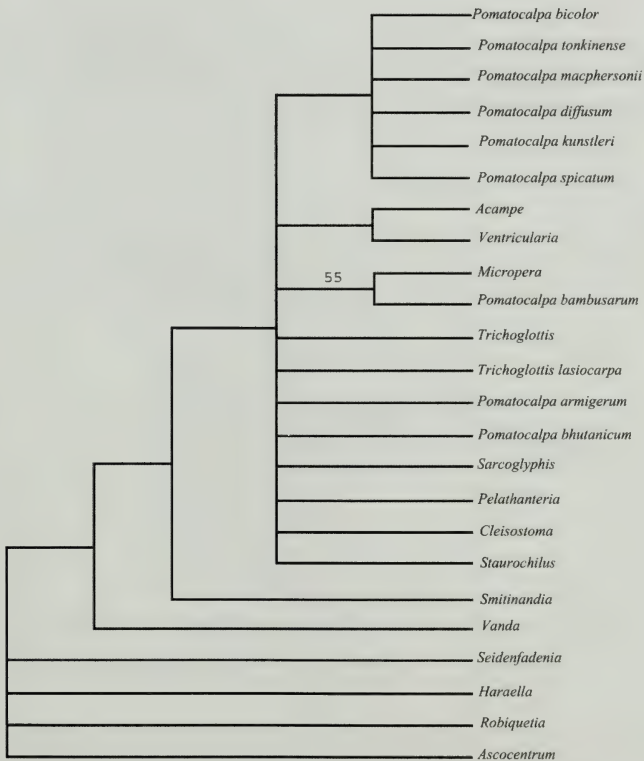 Pomatocalpa bicolor
Pomatocalpa tonkinense
Pomatocalpa macphersonii
Pomatocalpa diffusum
Pomatocalpa kunstleri
Pomatocalpa spicatum
Acampe
Ventricularia
55
Micropera
Pomatocalpa bambusarum
Trichoglottis
Trichoglottis lasiocarpa
Pomatocalpa armigerum
Pomatocalpa bhutanicum
Sarcoglyphis
Pelathanteria
Cleisostoma
Staurochilus
Smitinandia
Vanda
Seidenfadenia
Haraella
Robiquetia
Ascocentrum